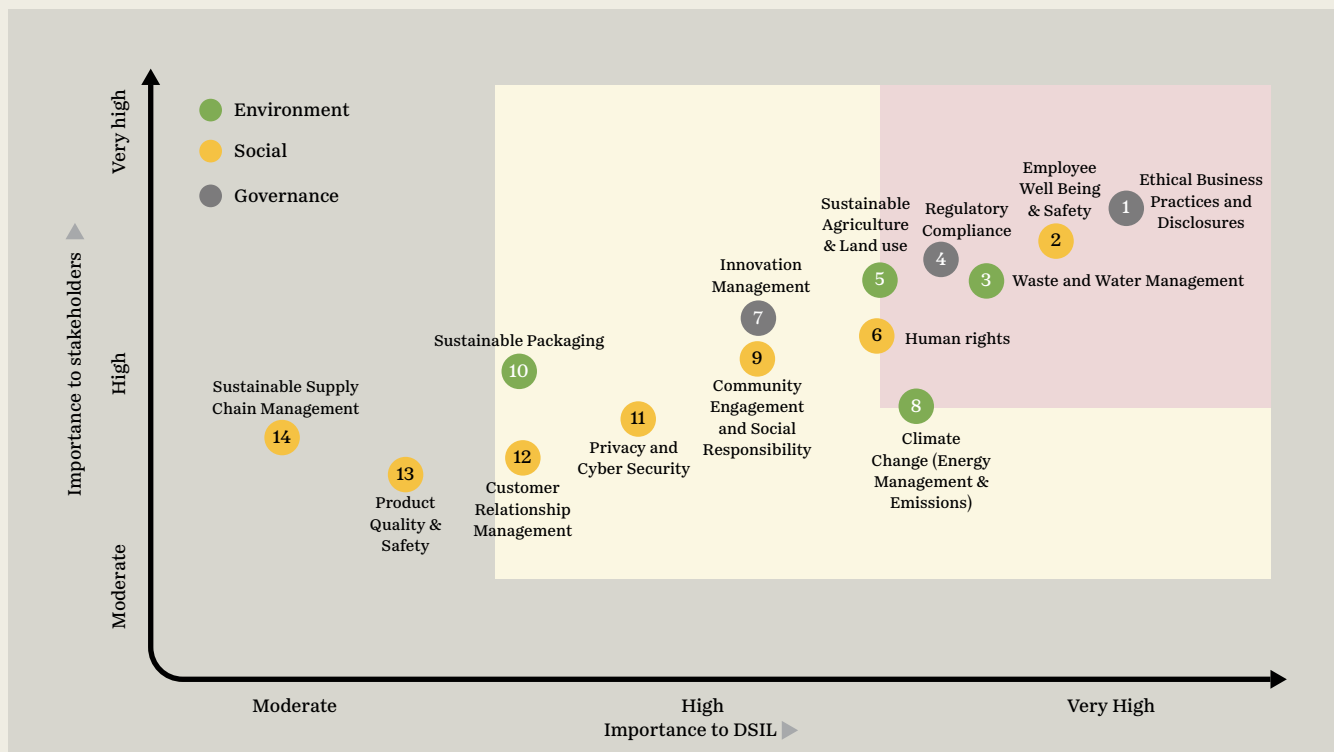 Very high
High
Moderate
Importance to stakeholders
Environment
Social
Governance
Ethical Business
Practices and
Disclosures
1
Employee
Well Being
& Safety
2
Waste and Water Management
3
Regulatory
Compliance
4
Sustainable
Agriculture
& Land use
5
Human rights
6
Innovation
Management
7
8
Climate
Change (Energy
Management &
Emissions)
9
Community
Engagement
and Social
Responsibility
Sustainable Packaging
10
11
Privacy and
Cyber Security
12
Customer
Relationship
Management
13
Product
Quality &
Safety
Sustainable Supply
Chain Management
14
Moderate
High
Very High
Importance to DSIL